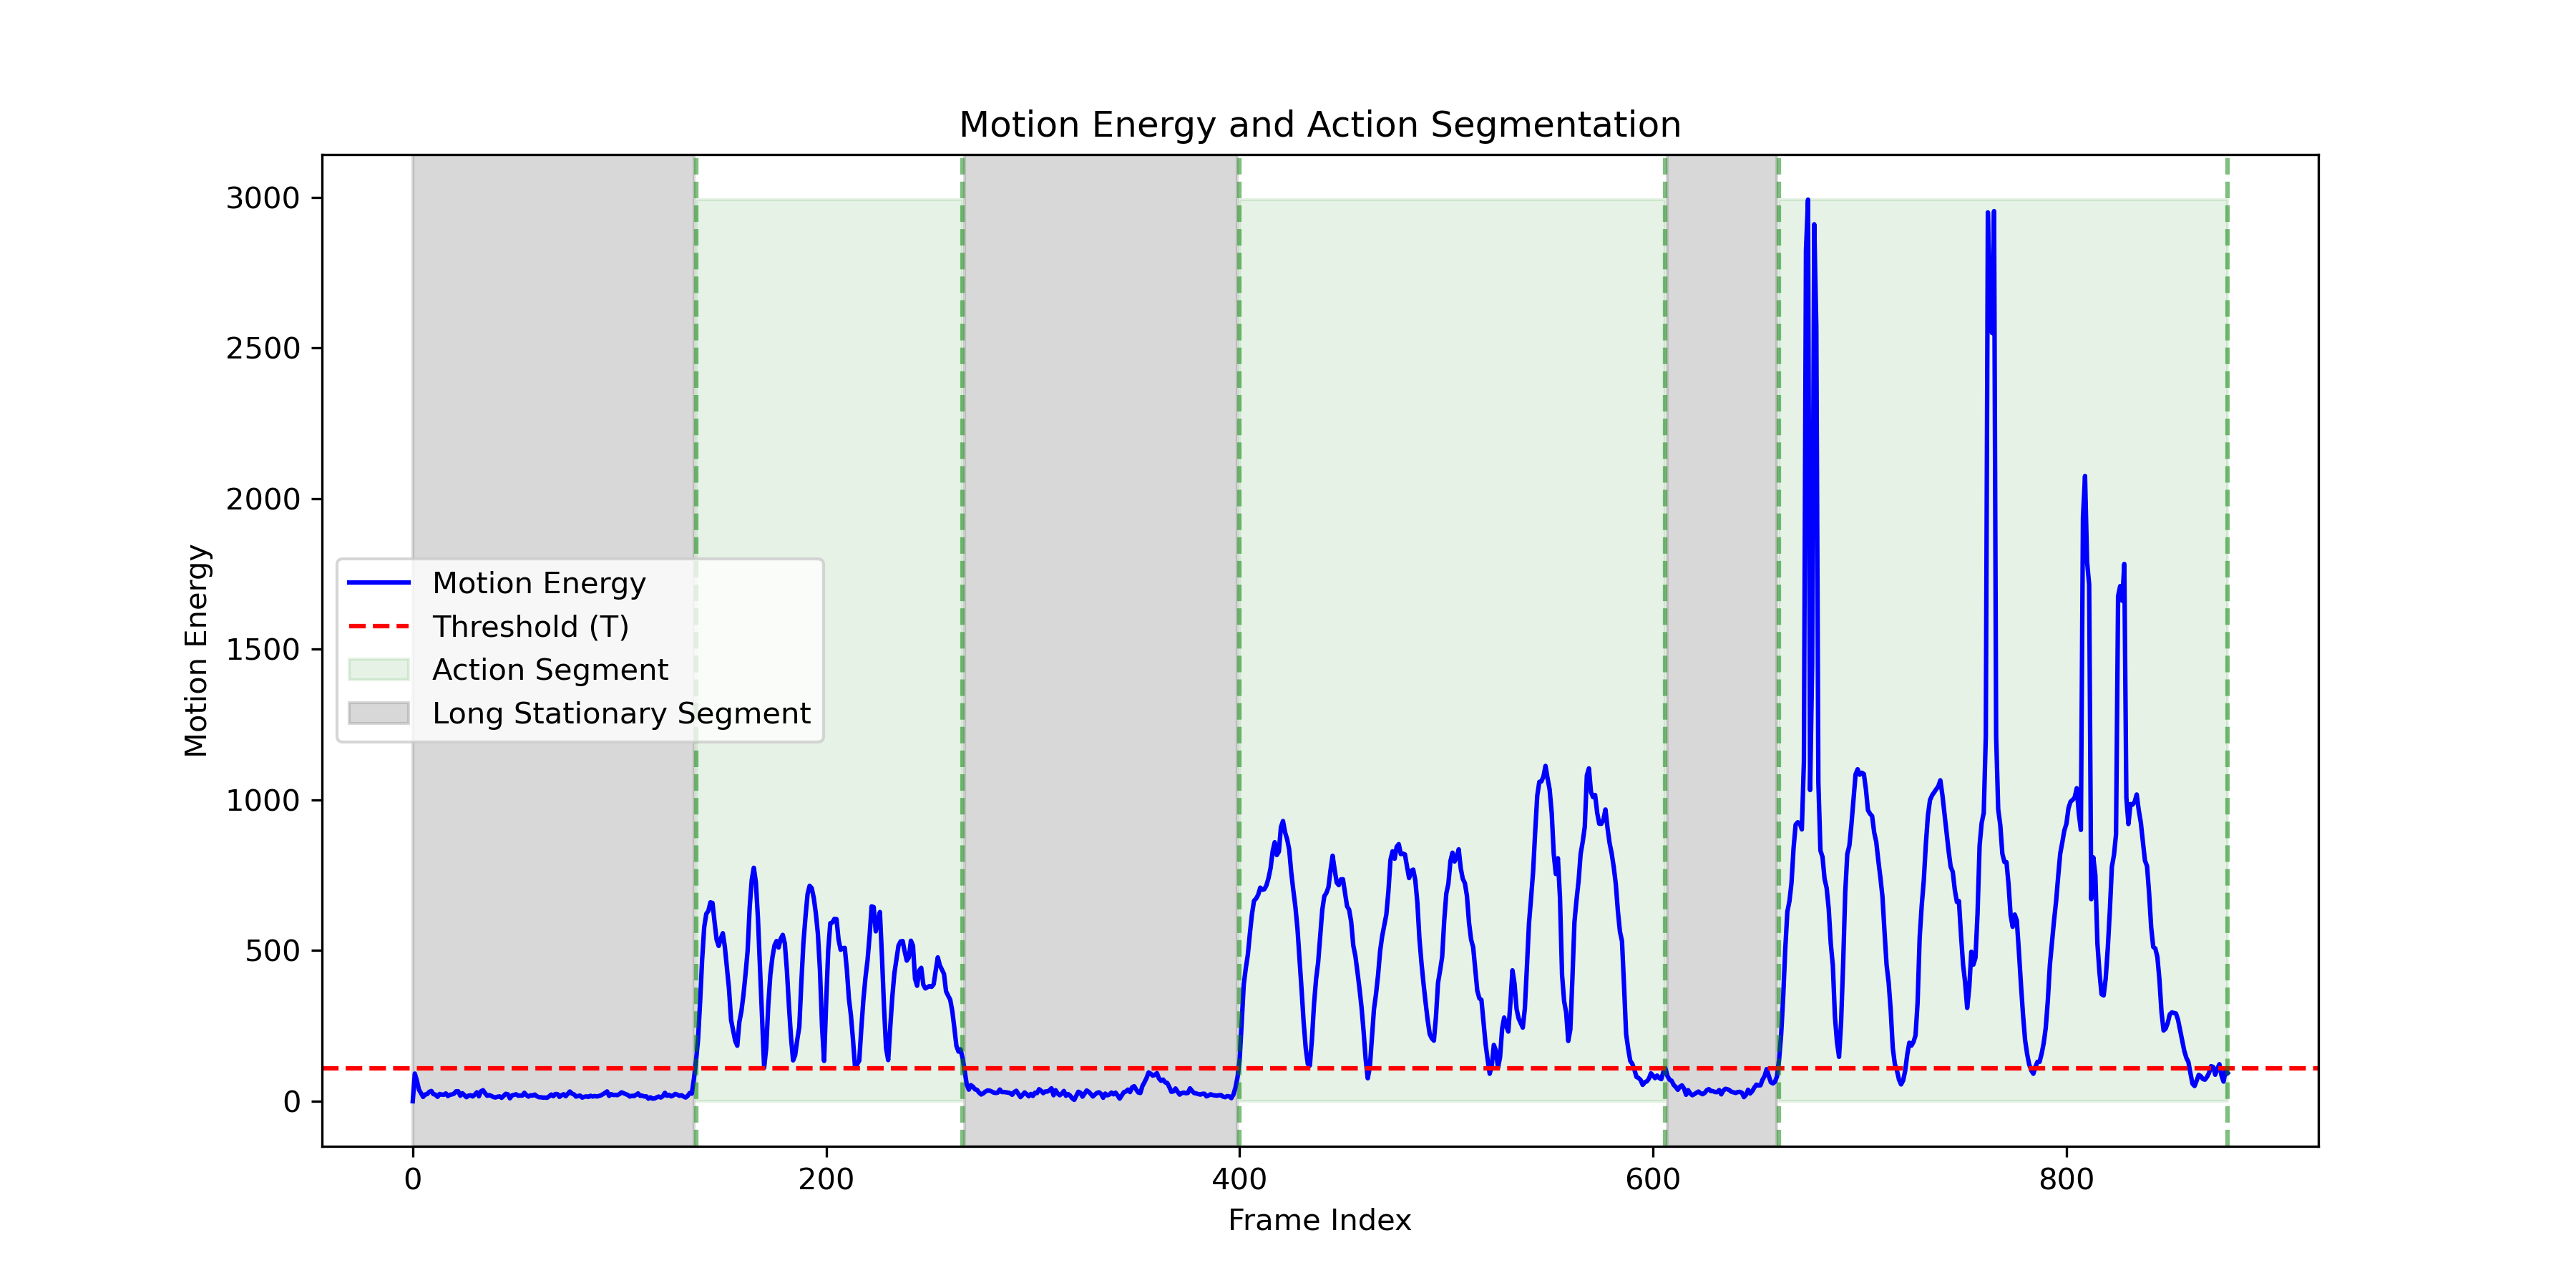 Motion Energy and Action Segmentation
3000
2500
2000
1500
1000
500
0
Motion Energy
Motion Energy
Threshold (T)
Action Segment
Long Stationary Segment
0 200 400 600 800
Frame Index